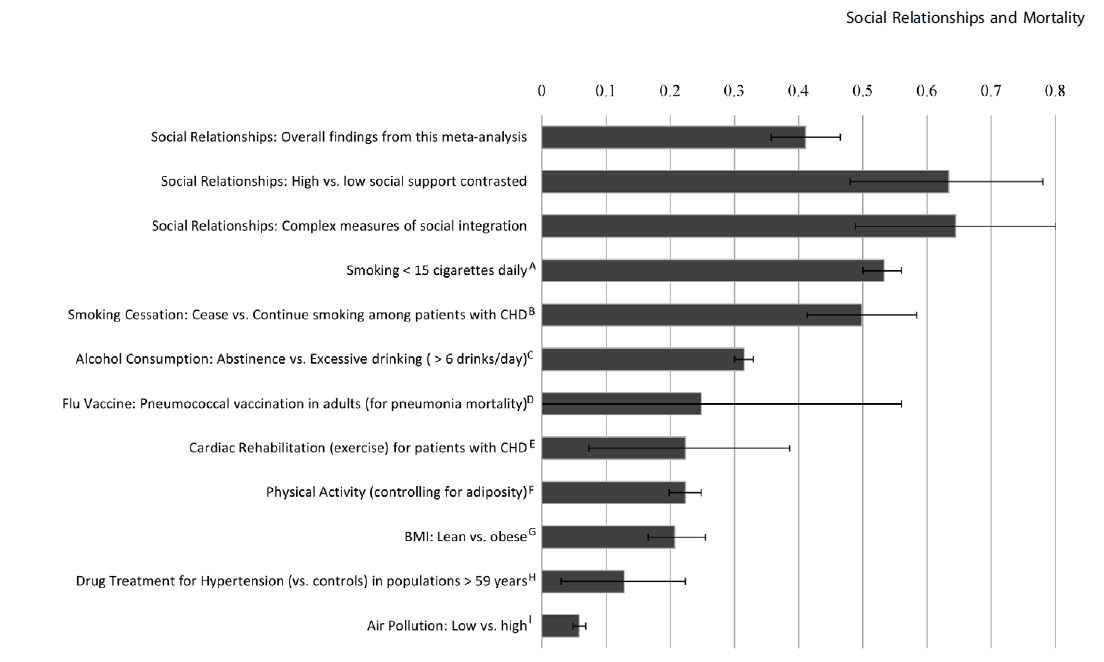 Social Relationships and Mortality
0 0.1 0.2 0.3 0.4 0.5 0.6 0.7 0.8
Social Relationships: Overall findings from this meta-analysis
Social Relationships: High vs. low social support contrasted
Social Relationships: Complex measures of social integration
Smoking < 15 cigarettes daily A
Smoking Cessation: Cease vs. Continue smoking among patients with CHD B
Alcohol Consumption: Abstinence vs. Excessive drinking ( > 6 drinks/day) C
Flu Vaccine: Pneumococcal vaccination in adults (for pneumonia mortality) D
Cardiac Rehabilitation (exercise) for patients with CHD E
Physical Activity (controlling for adiposity) F
BMI: Lean vs. obese G
Drug Treatment for Hypertension (vs. controls) in populations > 59 years H
Air Pollution: Low vs. high I